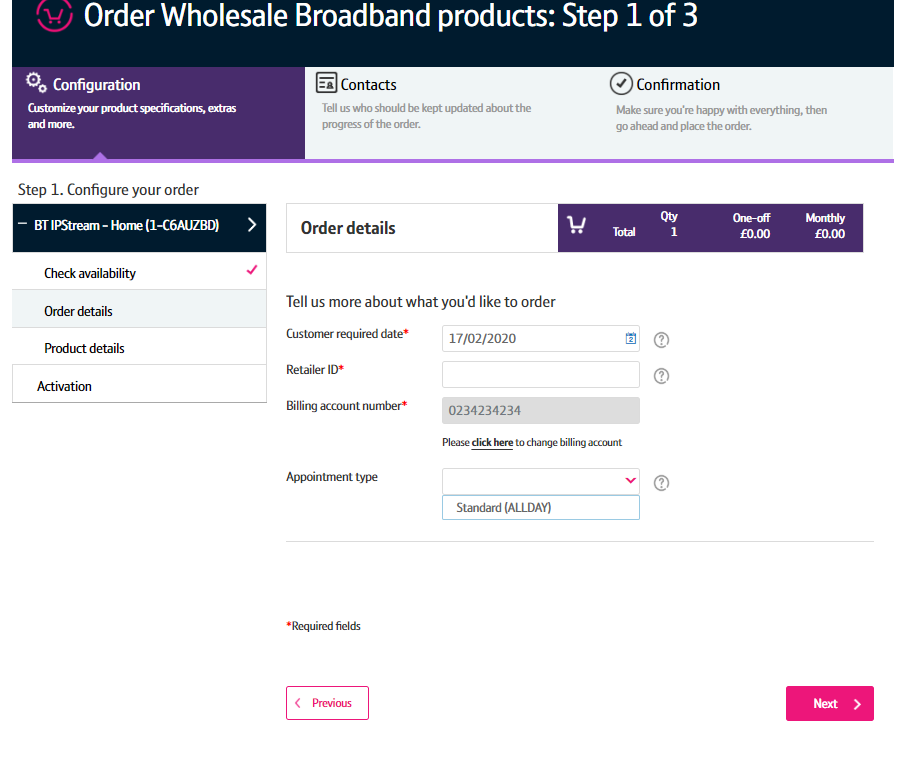 Order Wholesale Broadband products: Step 1 of 3
Configuration
Customize your product specifications, extras
and more.
Contacts
Tell us who should be kept updated about the
progress of the order.
Confirmation
Make sure you're happy with everything, then
go ahead and place the order.
Step 1. Configure your order
BT IPStream - Home (1-C6AUZBD)
Check availability
Order details
Product details
Activation
Order details
Total
Qty
1
One-off
£0.00
Monthly
£0.00
Tell us more about what you'd like to order
Customer required date* 17/02/2020
Retailer ID*
Billing account number* 0234234234
Please click here to change billing account
Appointment type
Standard (ALLDAY)
*Required fields
Previous
Next